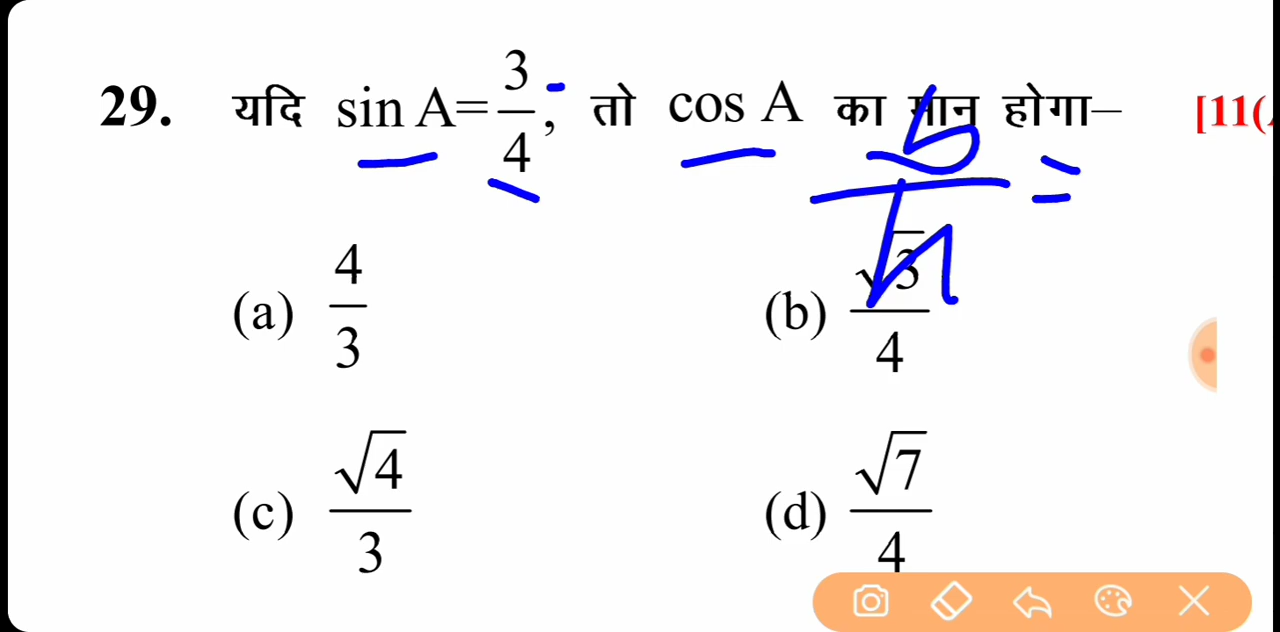 29. यदि sin A=3/4, तो cos A का मान होगा– [11(
b/h =
(a) 4/3 (b) √3/4
(c) √4/3 (d) √7/4